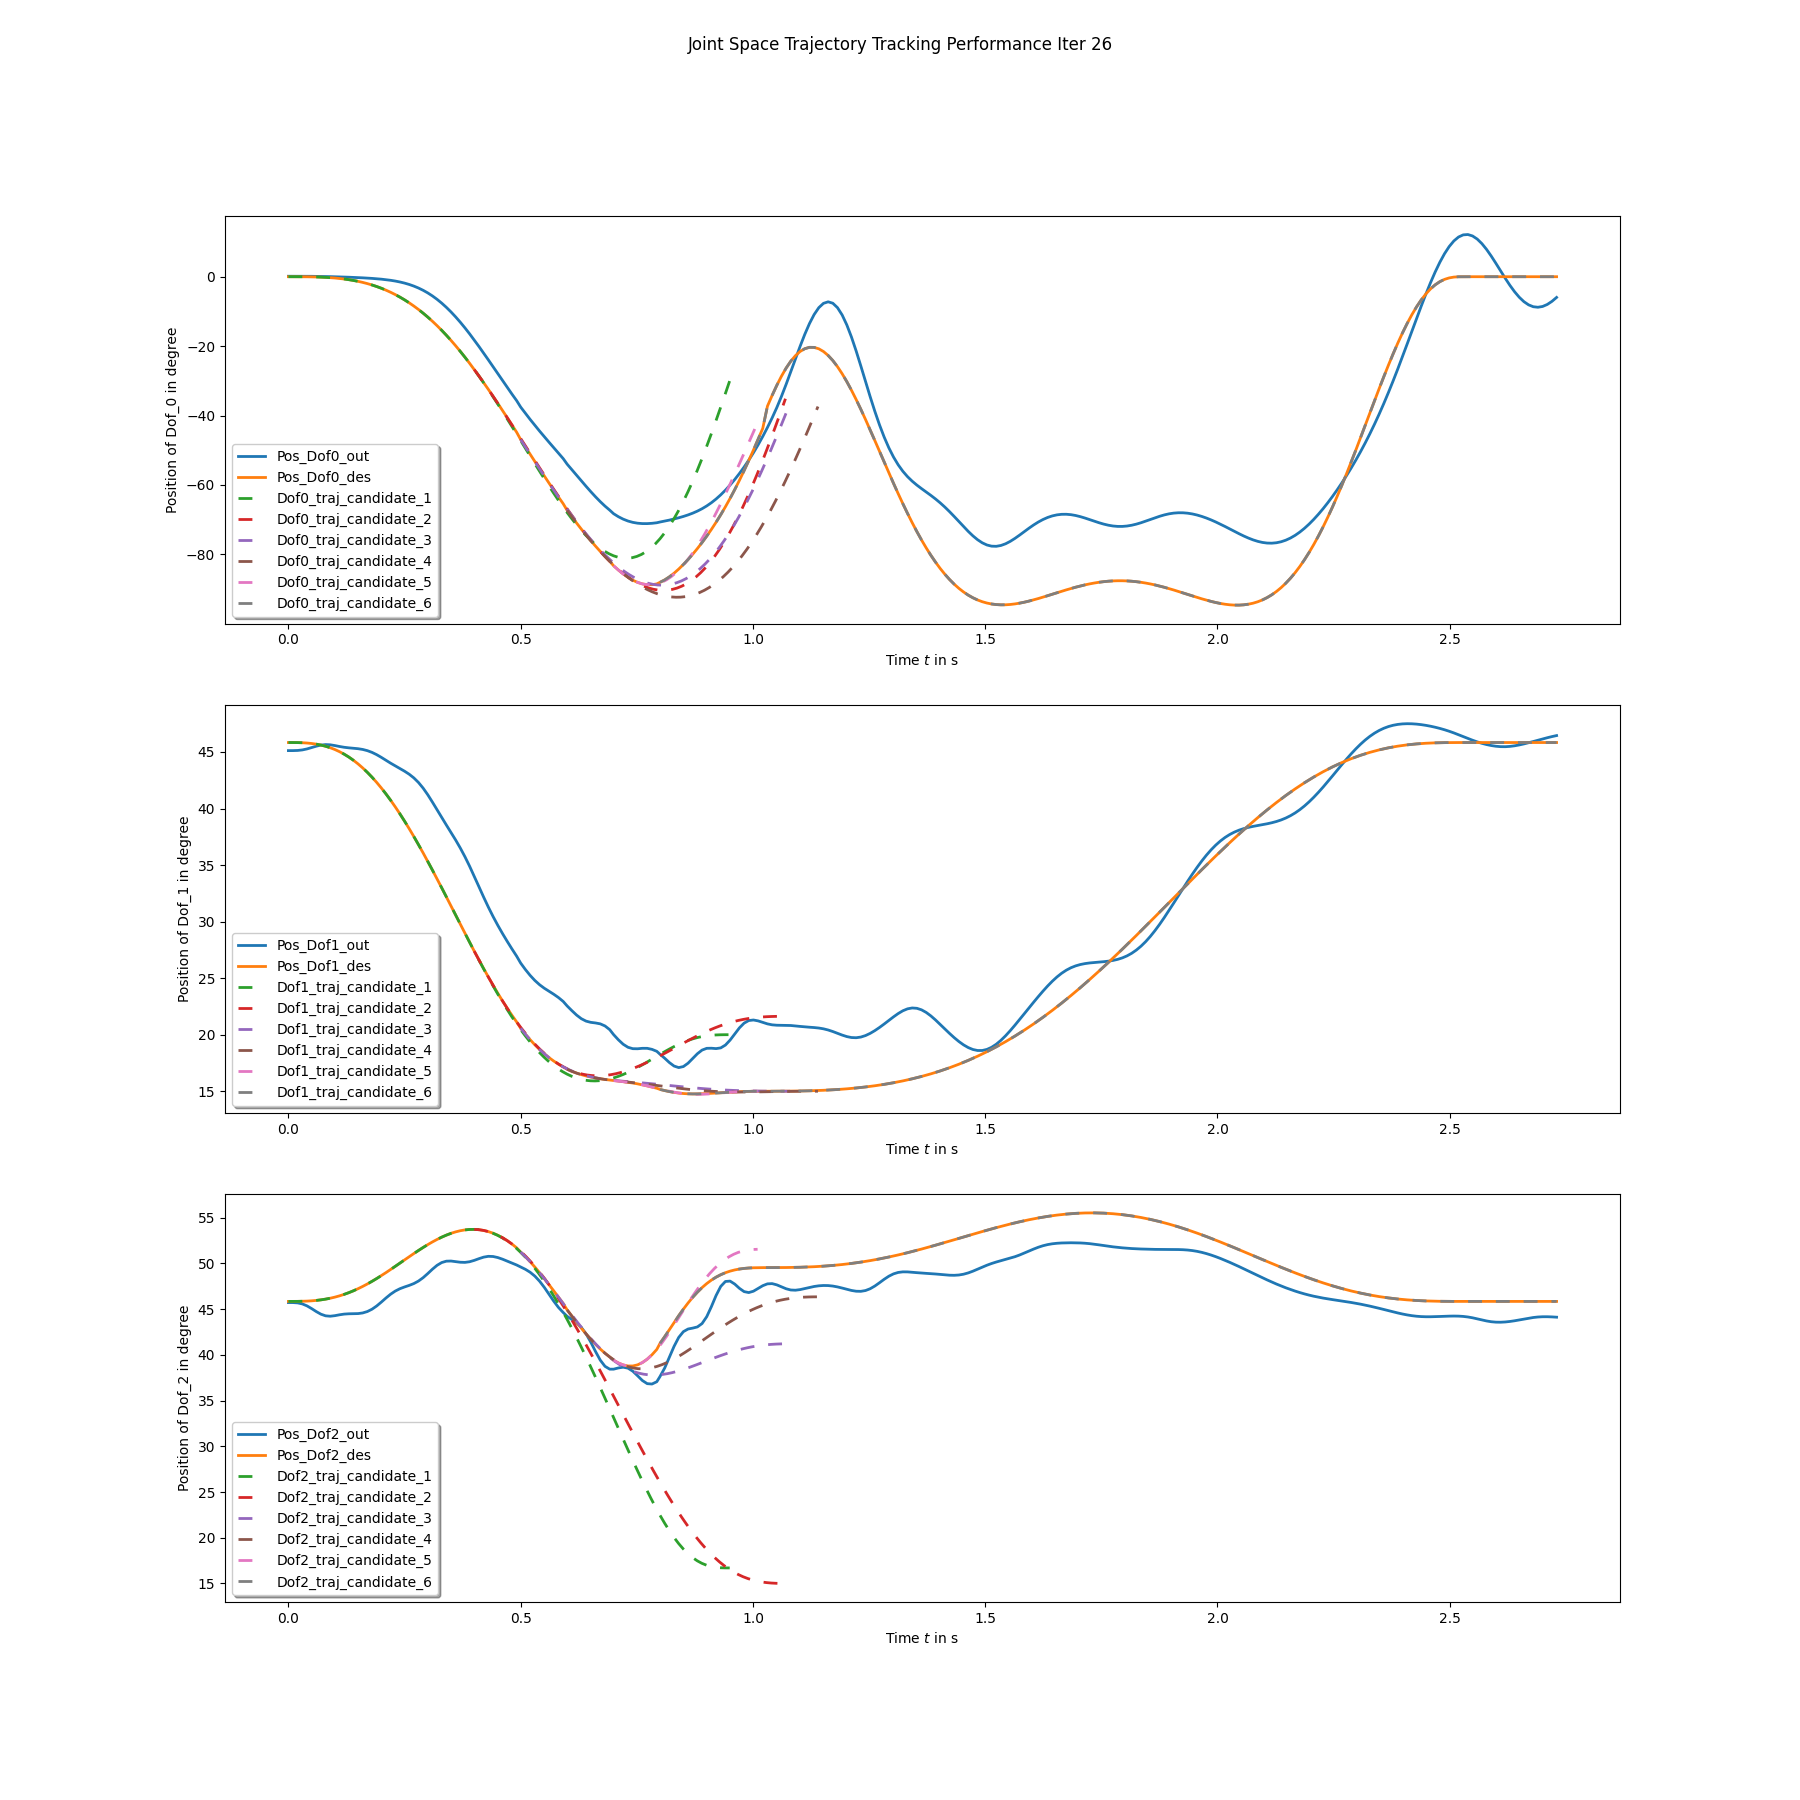 Joint Space Trajectory Tracking Performance Iter 26
Position of Dof_0 in degree
0
−20
−40
−60
−80
Pos_Dof0_out
Pos_Dof0_des
Dof0_traj_candidate_1
Dof0_traj_candidate_2
Dof0_traj_candidate_3
Dof0_traj_candidate_4
Dof0_traj_candidate_5
Dof0_traj_candidate_6
0.0 0.5 1.0 1.5 2.0 2.5
Time t in s
Position of Dof_1 in degree
45
40
35
30
25
20
15
Pos_Dof1_out
Pos_Dof1_des
Dof1_traj_candidate_1
Dof1_traj_candidate_2
Dof1_traj_candidate_3
Dof1_traj_candidate_4
Dof1_traj_candidate_5
Dof1_traj_candidate_6
0.0 0.5 1.0 1.5 2.0 2.5
Time t in s
Position of Dof_2 in degree
55
50
45
40
35
30
25
20
15
Pos_Dof2_out
Pos_Dof2_des
Dof2_traj_candidate_1
Dof2_traj_candidate_2
Dof2_traj_candidate_3
Dof2_traj_candidate_4
Dof2_traj_candidate_5
Dof2_traj_candidate_6
0.0 0.5 1.0 1.5 2.0 2.5
Time t in s